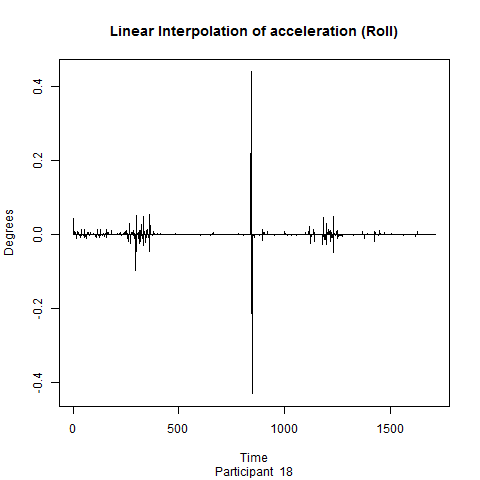 Linear Interpolation of acceleration (Roll)
Degrees
0.4
0.2
0.0
-0.2
-0.4
0 500 1000 1500
Time
Participant 18